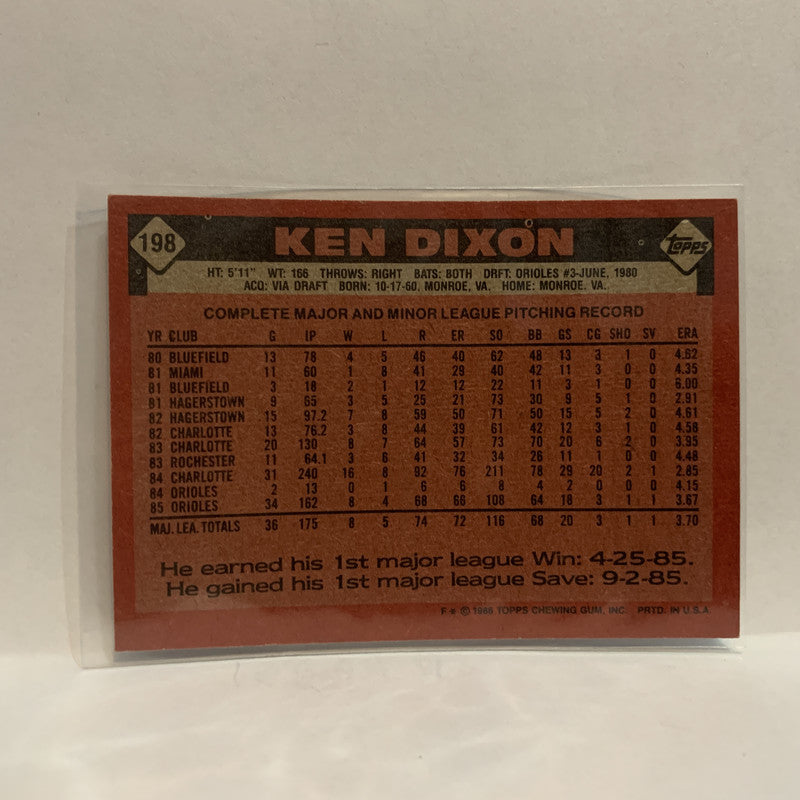 198 KEN DIXON topps
HT: 5'11" WT: 166 THROWS: RIGHT BATS: BOTH DRFT: ORIOLES #3-JUNE, 1980
ACQ: VIA DRAFT BORN: 10-17-60, MONROE, VA. HOME: MONROE, VA.
COMPLETE MAJOR AND MINOR LEAGUE PITCHING RECORD
YR CLUB G IP W L R ER SO BB GS CG SHO SV ERA
80 BLUEFIELD 13 78 4 5 46 40 62 48 13 3 1 0 4.62
81 MIAMI 11 60 1 8 41 29 40 42 11 3 0 0 4.35
81 BLUEFIELD 3 18 2 1 12 12 22 11 3 1 0 0 6.00
81 HAGERSTOWN 9 65 3 5 25 21 73 30 9 5 1 0 2.91
82 HAGERSTOWN 15 97.2 7 8 59 50 71 50 15 5 2 0 4.61
82 CHARLOTTE 13 76.2 3 8 44 39 61 42 12 3 1 0 4.58
83 CHARLOTTE 20 130 8 7 64 57 73 70 20 6 2 0 3.95
83 ROCHESTER 11 64.1 3 6 41 32 34 26 11 1 0 0 4.48
84 CHARLOTTE 31 240 16 8 92 76 211 78 29 20 2 1 2.85
84 ORIOLES 2 13 0 1 6 6 8 4 2 0 0 0 4.15
85 ORIOLES 34 162 8 4 68 66 108 64 18 3 1 1 3.67
MAJ. LEA. TOTALS 36 175 8 5 74 72 116 68 20 3 1 1 3.70
He earned his 1st major league Win: 4-25-85.
He gained his 1st major league Save: 9-2-85.
F* © 1986 TOPPS CHEWING GUM, INC. PRTD. IN U.S.A.